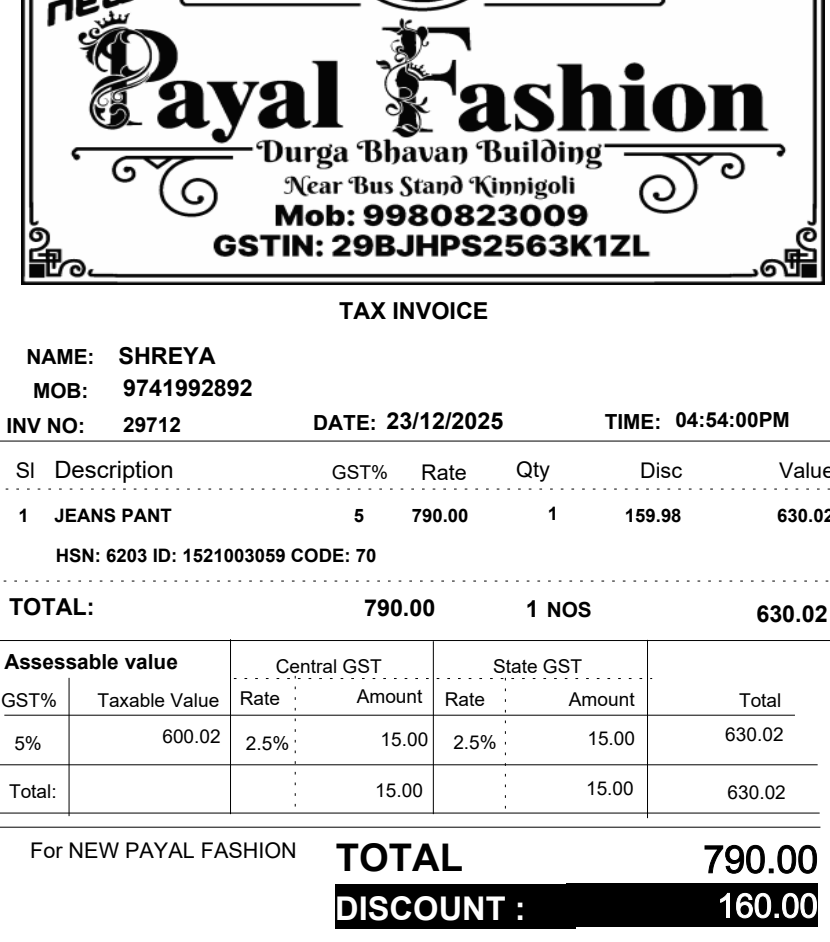 new
Payal Fashion
Durga Bhavan Building
Near Bus Stand Kinnigoli
Mob: 9980823009
GSTIN: 29BJHPS2563K1ZL
TAX INVOICE
NAME: SHREYA
MOB: 9741992892
INV NO: 29712 DATE: 23/12/2025 TIME: 04:54:00PM
Sl Description GST% Rate Qty Disc Value
1 JEANS PANT 5 790.00 1 159.98 630.02
HSN: 6203 ID: 1521003059 CODE: 70
TOTAL: 790.00 1 NOS 630.02
Assessable value Central GST State GST
GST% Taxable Value Rate Amount Rate Amount Total
5% 600.02 2.5% 15.00 2.5% 15.00 630.02
Total: 15.00 15.00 630.02
For NEW PAYAL FASHION TOTAL 790.00
DISCOUNT : 160.00